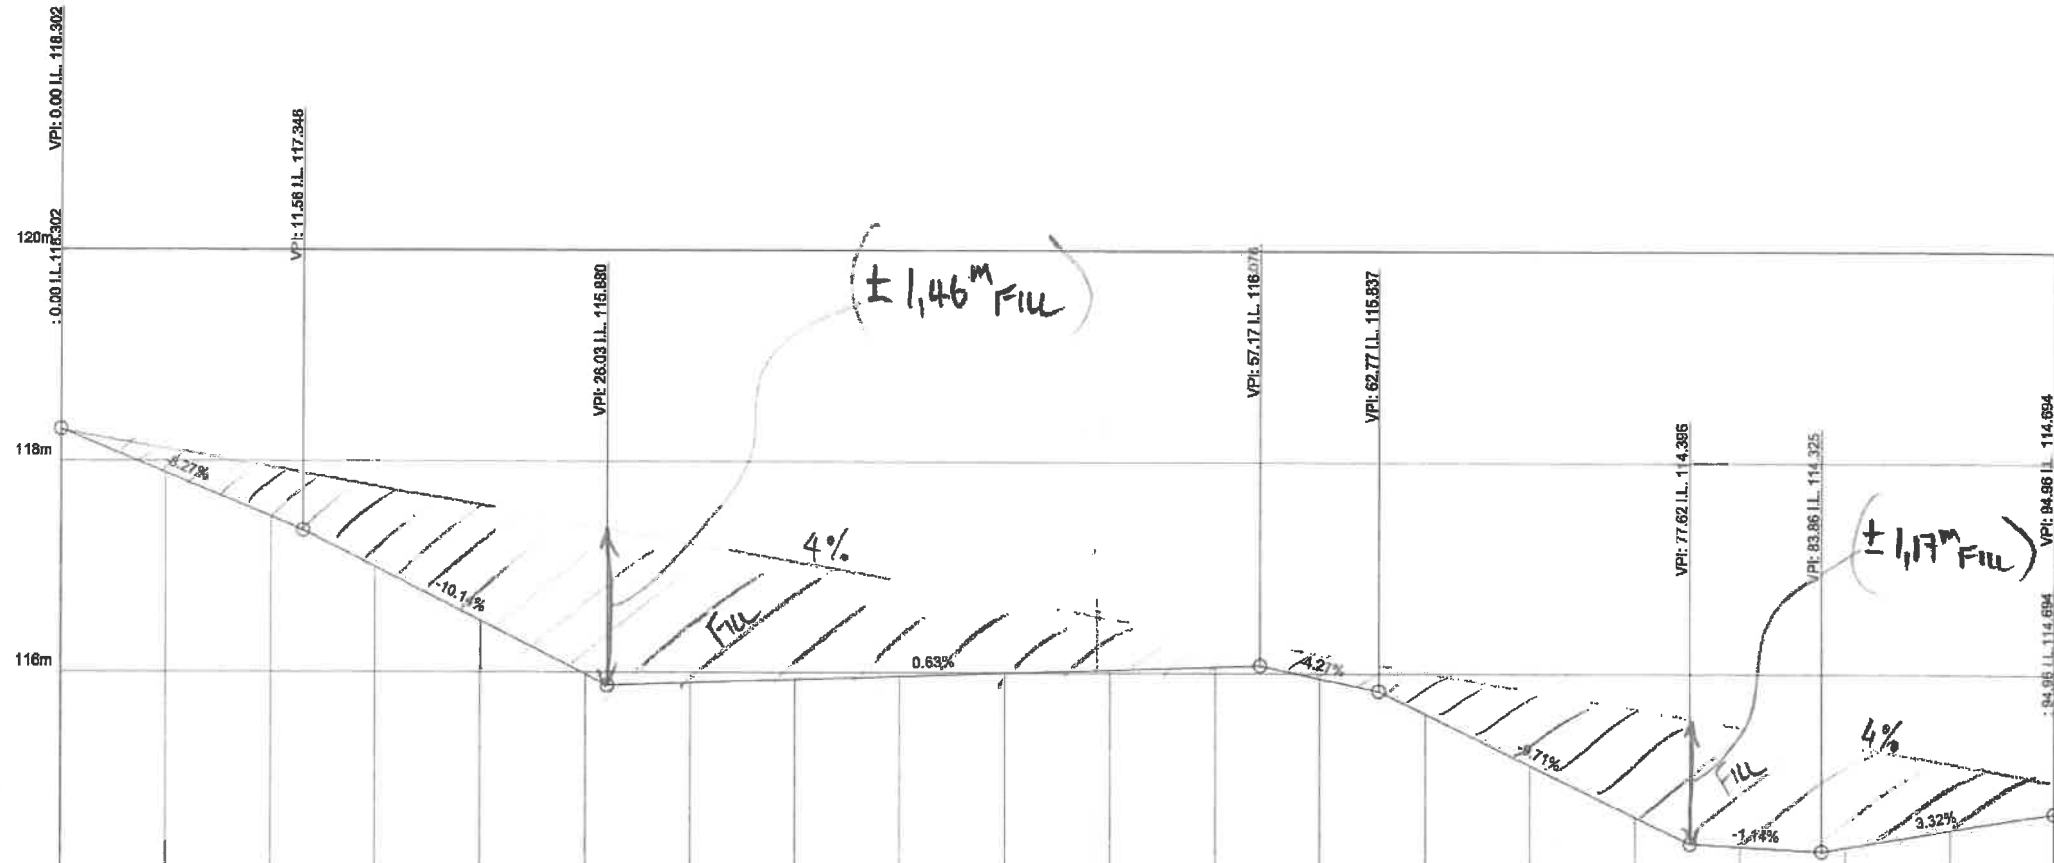 VPI: 0.00 I.L. 118.302
: 0.00 I.L. 118.302
VPI: 11.56 I.L. 117.346
VPI: 26.03 I.L. 115.880
VPI: 57.17 I.L. 116.076
VPI: 62.77 I.L. 115.837
VPI: 77.62 I.L. 114.396
VPI: 83.86 I.L. 114.325
VPI: 94.96 I.L. 114.694
: 94.96 I.L. 114.694
120m
118m
116m
(± 1,46 m FILL)
(± 1,17 m FILL)
-8.27%
-10.14%
4%
FILL
0.63%
-4.27%
-9.71%
FILL
4%
-1.14%
3.32%